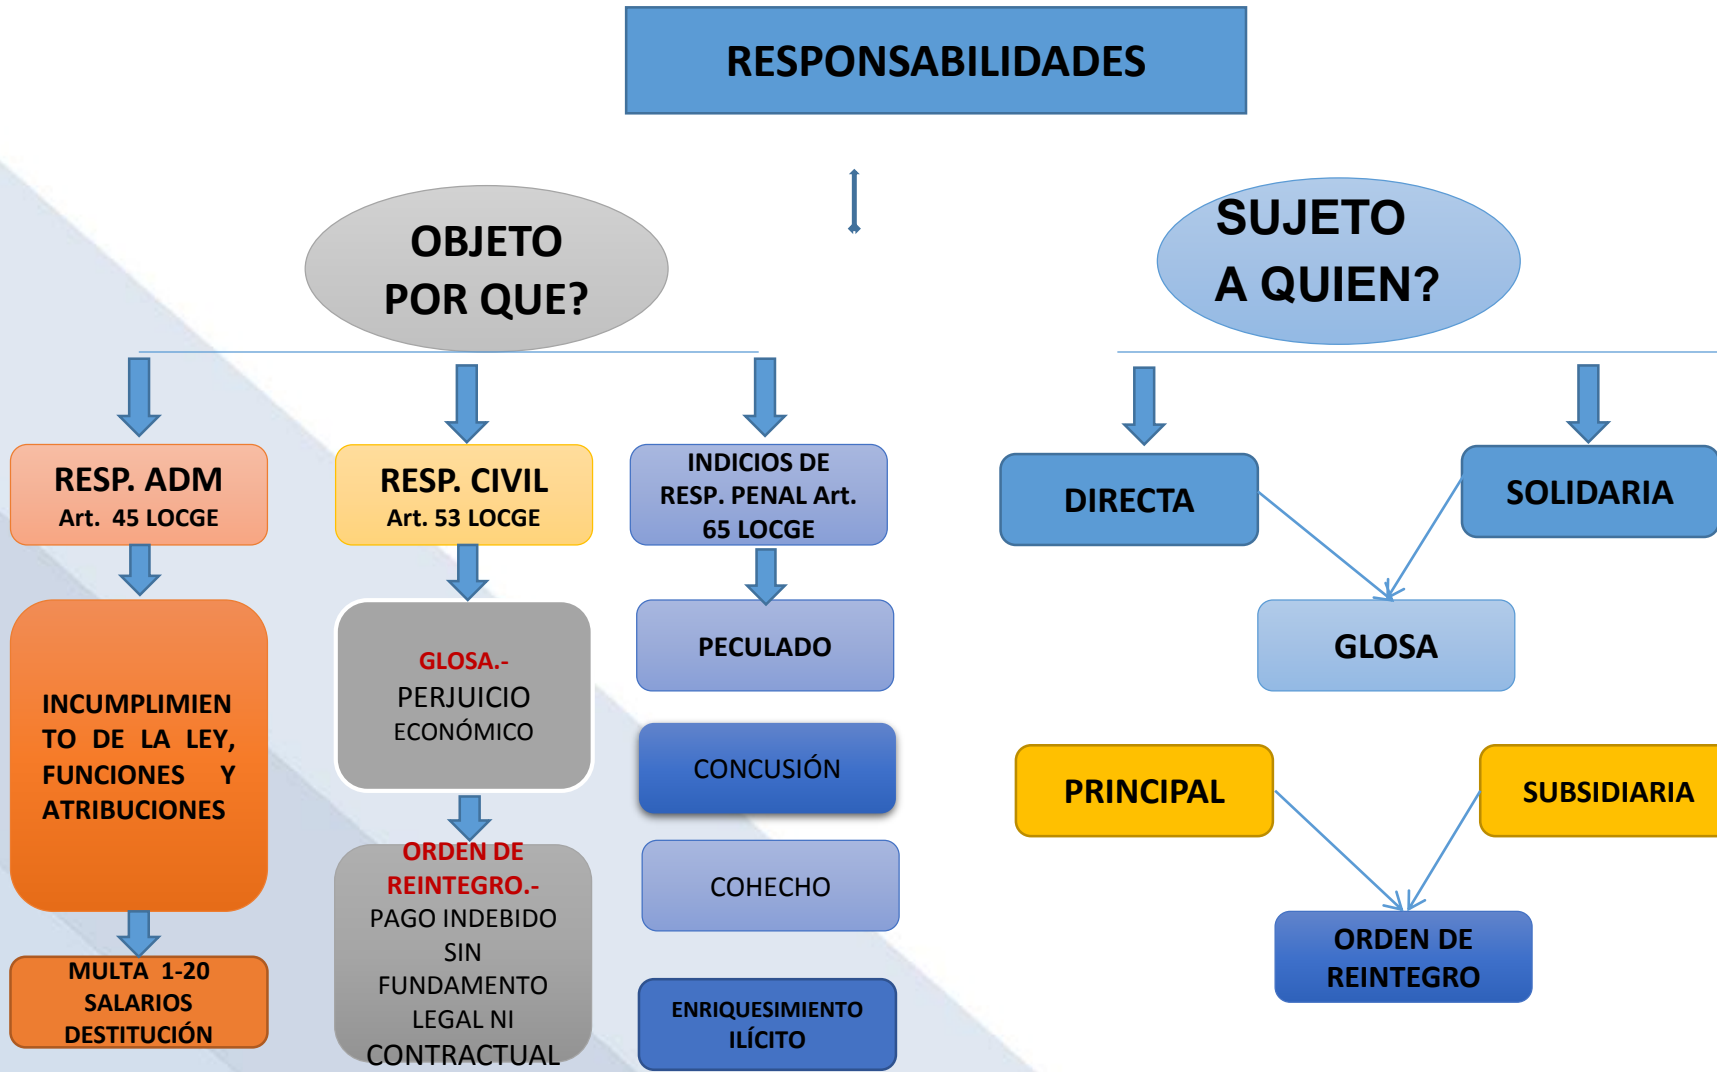 RESPONSABILIDADES
OBJETO
POR QUE?
SUJETO
A QUIEN?
RESP. ADM
Art. 45 LOCGE
RESP. CIVIL
Art. 53 LOCGE
INDICIOS DE
RESP. PENAL Art.
65 LOCGE
DIRECTA
SOLIDARIA
INCUMPLIMIEN
TO DE LA LEY,
FUNCIONES Y
ATRIBUCIONES
GLOSA.-
PERJUICIO
ECONÓMICO
PECULADO
GLOSA
CONCUSIÓN
PRINCIPAL
SUBSIDIARIA
ORDEN DE
REINTEGRO.-
PAGO INDEBIDO
SIN
FUNDAMENTO
LEGAL NI
CONTRACTUAL
COHECHO
ORDEN DE
REINTEGRO
MULTA 1-20
SALARIOS
DESTITUCIÓN
ENRIQUESIMIENTO
ILÍCITO